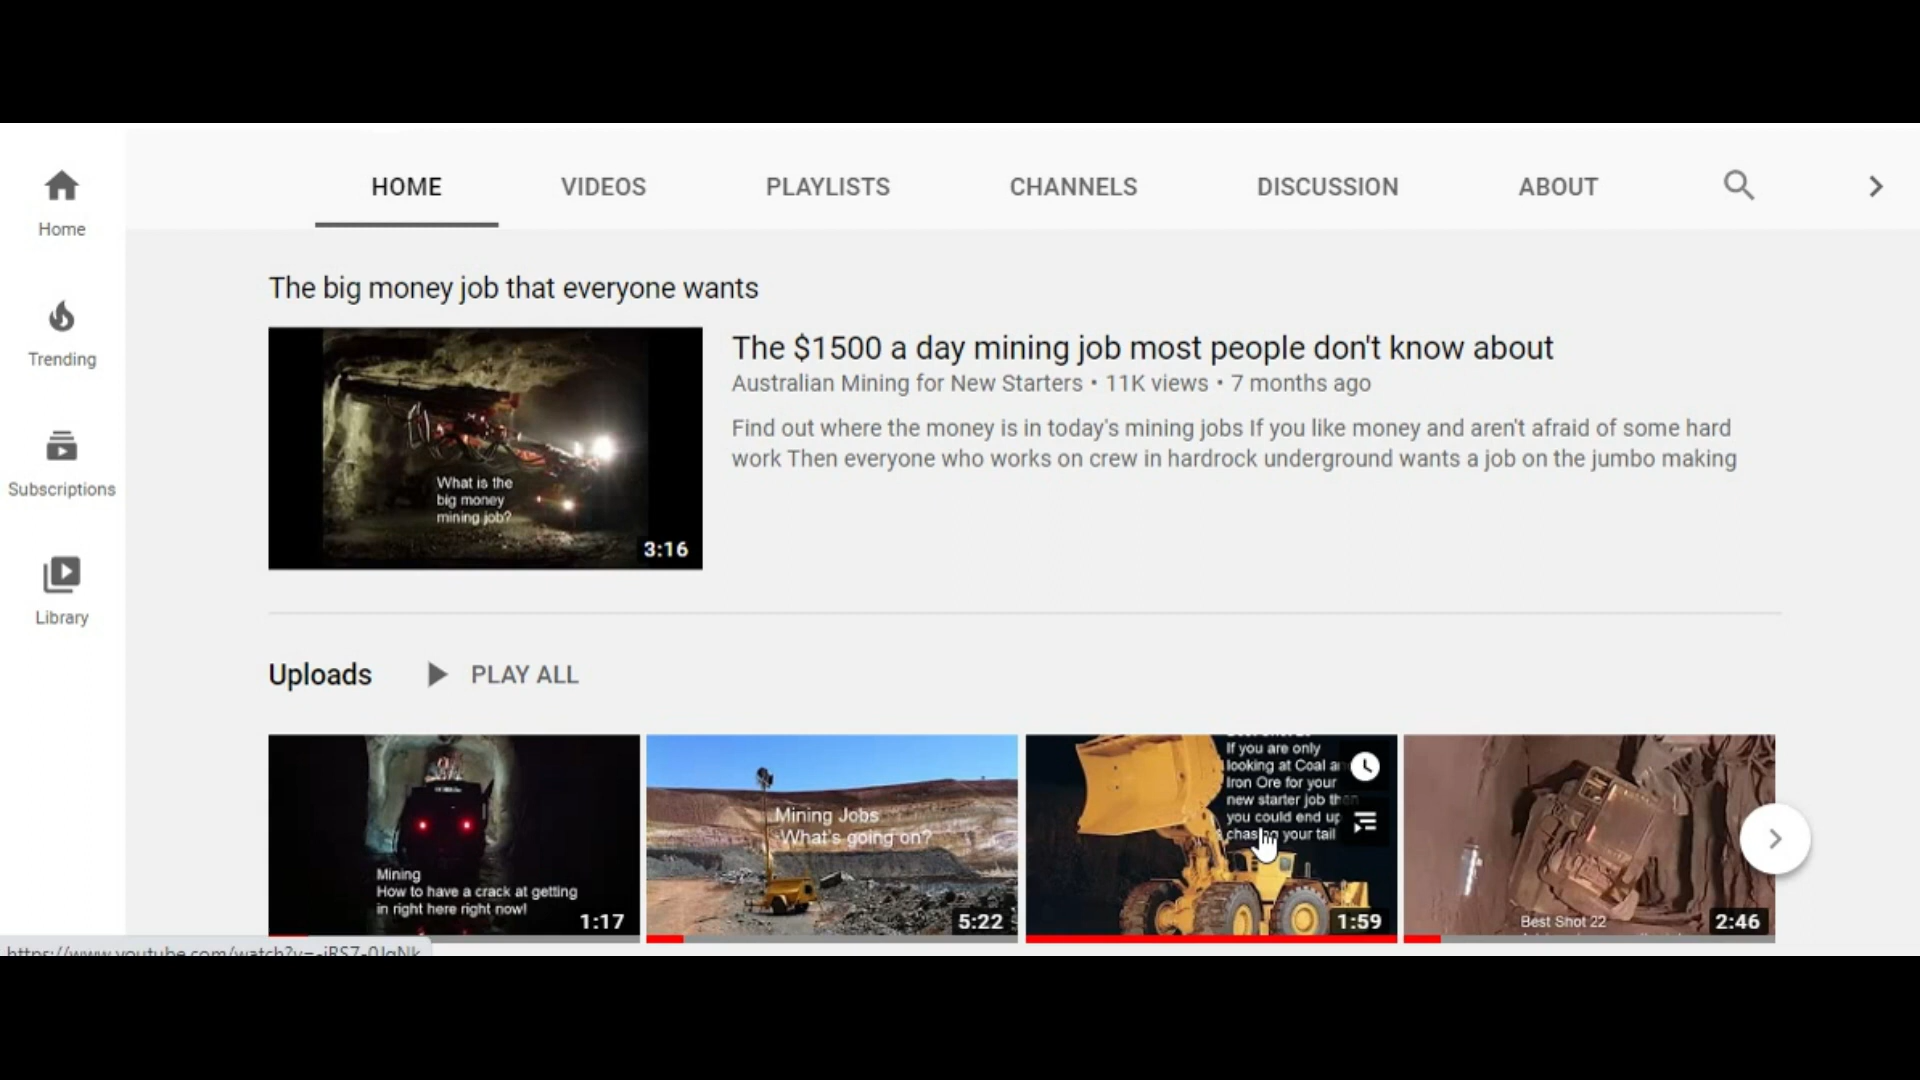 HOME VIDEOS PLAYLISTS CHANNELS DISCUSSION ABOUT
Home
Trending
Subscriptions
Library
The big money job that everyone wants
What is the
big money
mining job?
3:16
The $1500 a day mining job most people don't know about
Australian Mining for New Starters • 11K views • 7 months ago
Find out where the money is in today's mining jobs If you like money and aren't afraid of some hard
work Then everyone who works on crew in hardrock underground wants a job on the jumbo making
Uploads PLAY ALL
Mining
How to have a crack at getting
in right here right now!
1:17
Mining Jobs
What's going on?
5:22
If you are only
looking at Coal
Iron Ore for your
new starter job then
you could end up
chasing your tail
1:59
Best Shot 22
2:46